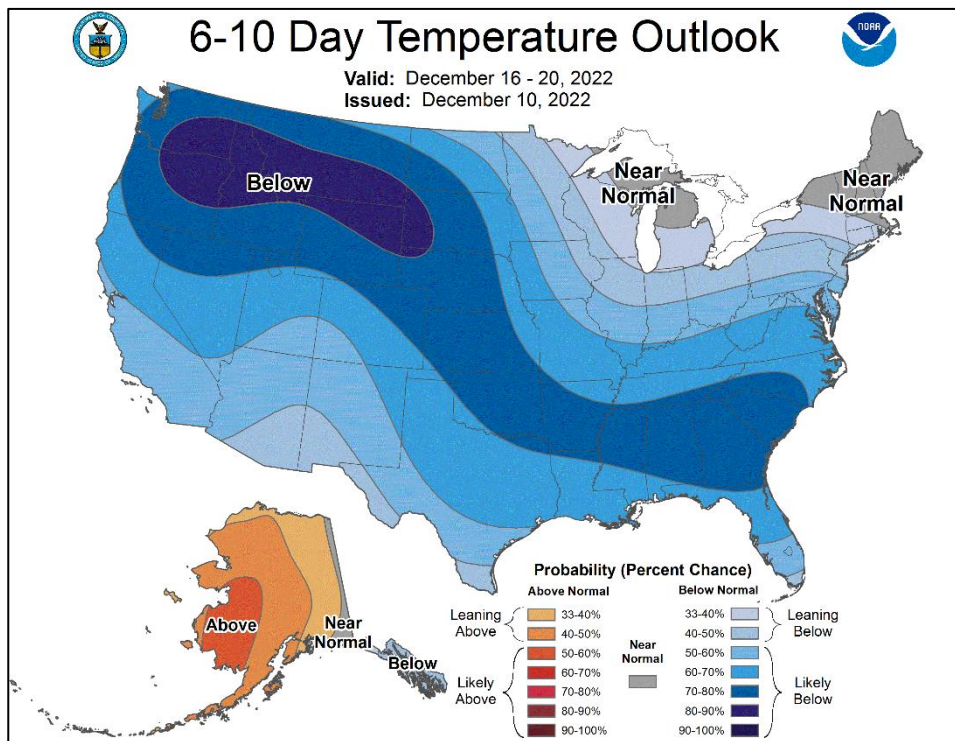 6-10 Day Temperature Outlook
Valid: December 16 - 20, 2022
Issued: December 10, 2022
NOAA
Below
Near
Normal
Near
Normal
Above
Near
Normal
Below
Probability (Percent Chance)
Above Normal
Below Normal
Leaning
Above
33-40%
40-50%
Likely
Above
50-60%
60-70%
70-80%
80-90%
90-100%
Near
Normal
33-40%
40-50%
Leaning
Below
50-60%
60-70%
70-80%
80-90%
90-100%
Likely
Below